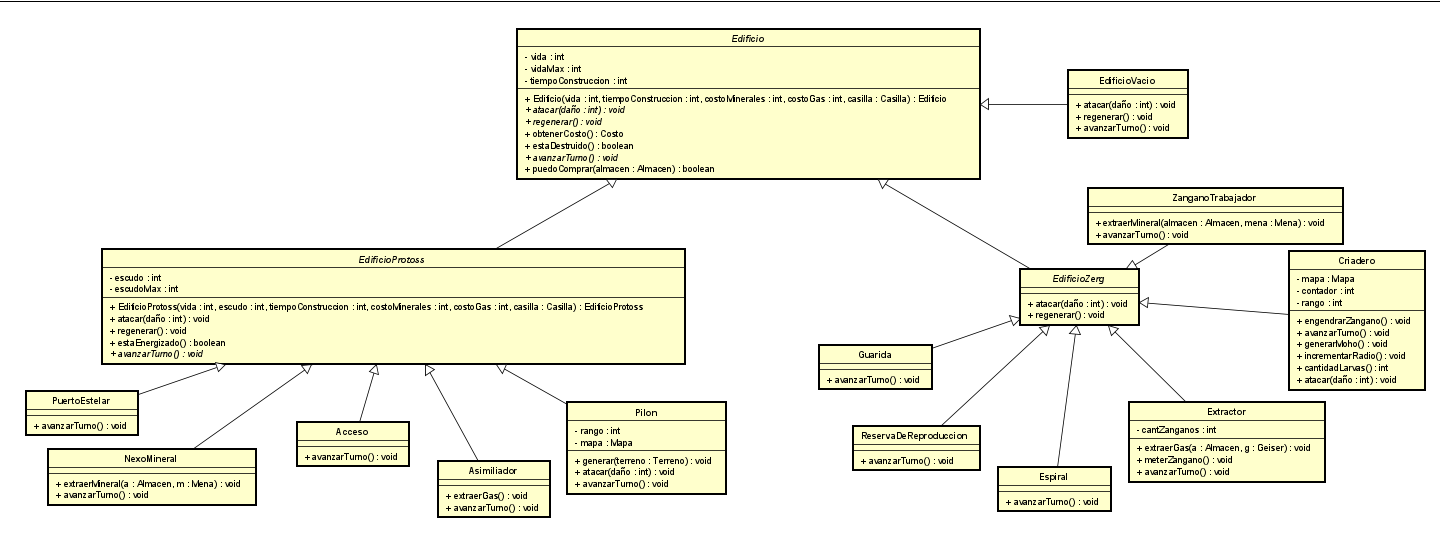 Edificio
- vida : int
- vidaMax : int
- tiempoConstruccion : int
+ Edificio(vida : int, tiempoConstruccion : int, costoMinerales : int, costoGas : int, casilla : Casilla) : Edificio
+ atacar(daño : int) : void
+ regenerar() : void
+ obtenerCosto() : Costo
+ estaDestruido() : boolean
+ avanzarTurno() : void
+ puedoComprar(almacen : Almacen) : boolean
EdificioVacio
+ atacar(daño : int) : void
+ regenerar() : void
+ avanzarTurno() : void
EdificioProtoss
- escudo : int
- escudoMax : int
+ EdificioProtoss(vida : int, escudo : int, tiempoConstruccion : int, costoMinerales : int, costoGas : int, casilla : Casilla) : EdificioProtoss
+ atacar(daño : int) : void
+ regenerar() : void
+ estaEnergizado() : boolean
+ avanzarTurno() : void
ZanganoTrabajador
+ extraerMineral(almacen : Almacen, mena : Mena) : void
+ avanzarTurno() : void
EdificioZerg
+ atacar(daño : int) : void
+ regenerar() : void
Criadero
- mapa : Mapa
- contador : int
- rango : int
+ engendrarZangano() : void
+ avanzarTurno() : void
+ generarMoho() : void
+ incrementarRadio() : void
+ cantidadLarvas() : int
+ atacar(daño : int) : void
PuertoEstelar
+ avanzarTurno() : void
NexoMineral
+ extraerMineral(a : Almacen, m : Mena) : void
+ avanzarTurno() : void
Acceso
+ avanzarTurno() : void
Asimiliador
+ extraerGas() : void
+ avanzarTurno() : void
Pilon
- rango : int
- mapa : Mapa
+ generar(terreno : Terreno) : void
+ atacar(daño : int) : void
+ avanzarTurno() : void
Guarida
+ avanzarTurno() : void
ReservaDeReproduccion
+ avanzarTurno() : void
Espiral
+ avanzarTurno() : void
Extractor
- cantZanganos : int
+ extraerGas(a : Almacen, g : Geiser) : void
+ meterZangano() : void
+ avanzarTurno() : void